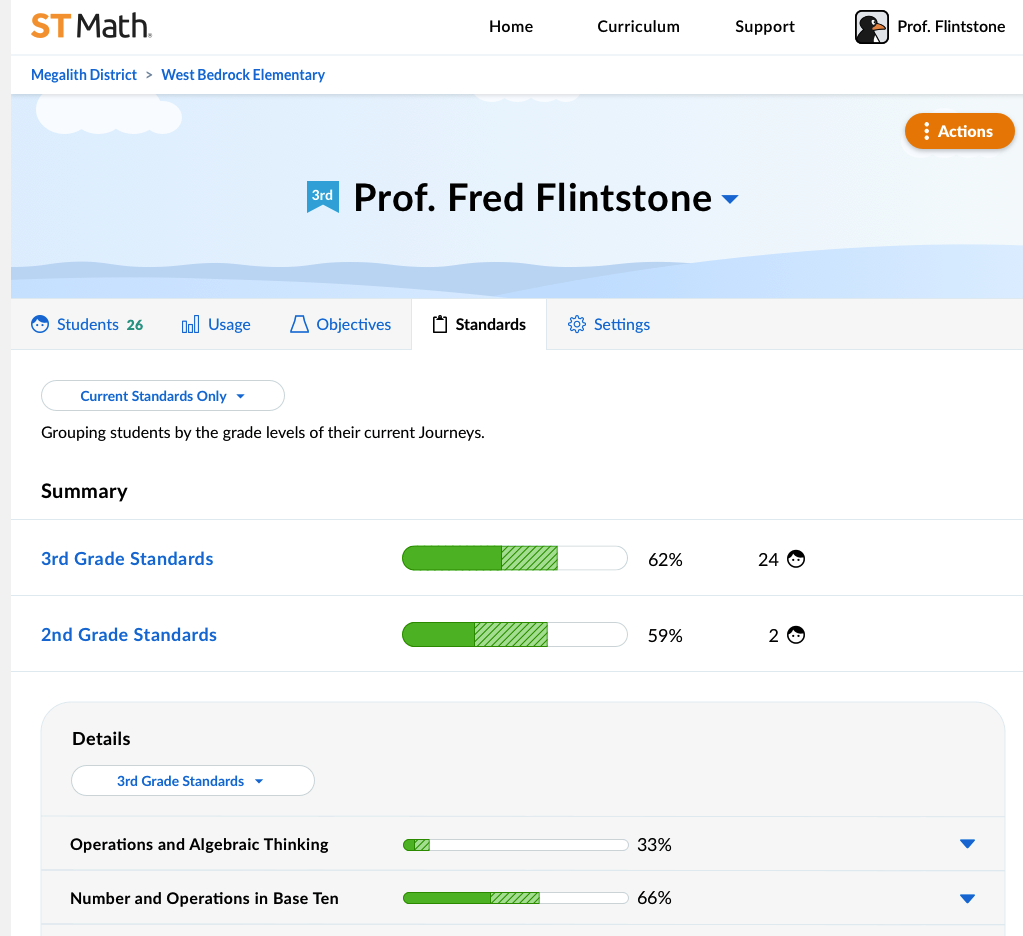 ST Math.
Home Curriculum Support Prof. Flintstone
Megalith District > West Bedrock Elementary
Actions
3rd Prof. Fred Flintstone
Students 26 Usage Objectives Standards Settings
Current Standards Only
Grouping students by the grade levels of their current Journeys.
Summary
3rd Grade Standards 62% 24
2nd Grade Standards 59% 2
Details
3rd Grade Standards
Operations and Algebraic Thinking 33%
Number and Operations in Base Ten 66%